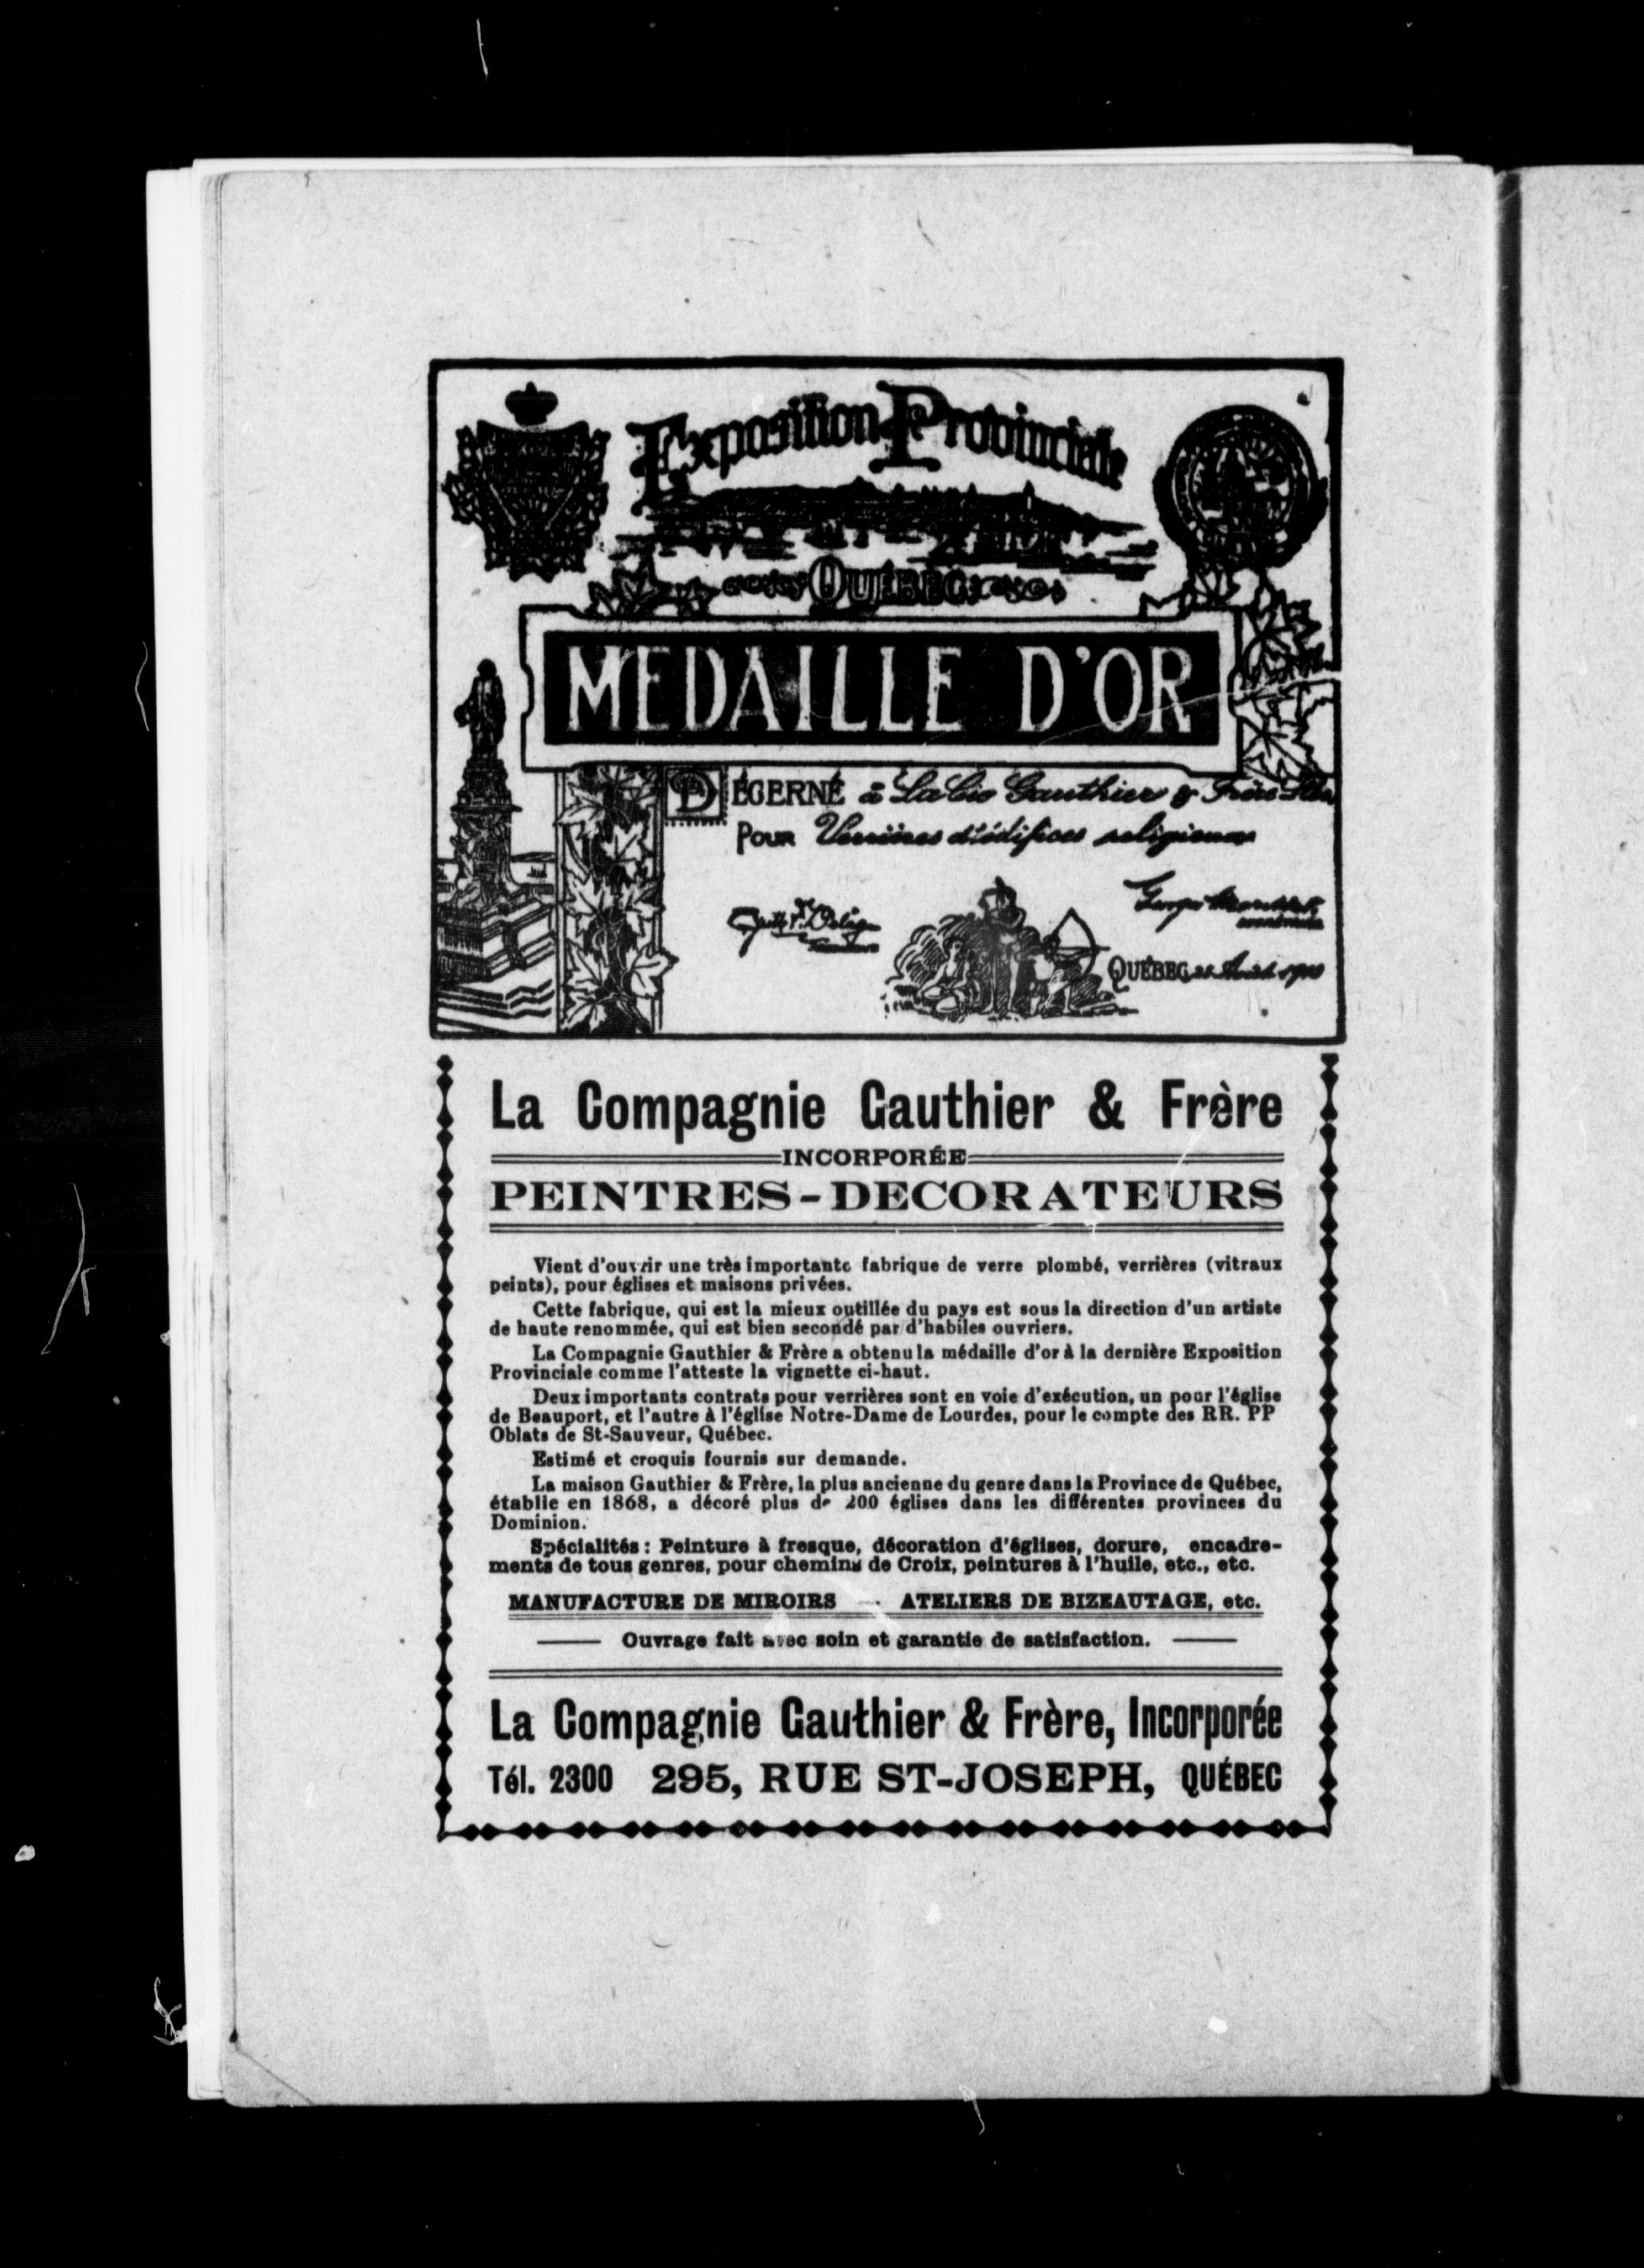 Exposition Provinciale
QUÉBEC
MEDAILLE D'OR
DÉCERNÉ à La Cie Gauthier & Frère
POUR Verrières d'édifices religieux
QUÉBEC
La Compagnie Gauthier & Frère
INCORPORÉE
PEINTRES-DECORATEURS
Vient d'ouvrir une très importante fabrique de verre plombé, verrières (vitraux
peints), pour églises et maisons privées.
Cette fabrique, qui est la mieux outillée du pays est sous la direction d'un artiste
de haute renommée, qui est bien secondé par d'habiles ouvriers.
La Compagnie Gauthier & Frère a obtenu la médaille d'or à la dernière Exposition
Provinciale comme l'atteste la vignette ci-haut.
Deux importants contrats pour verrières sont en voie d'exécution, un pour l'église
de Beauport, et l'autre à l'église Notre-Dame de Lourdes, pour le compte des RR. PP
Oblats de St-Sauveur, Québec.
Estimé et croquis fournis sur demande.
La maison Gauthier & Frère, la plus ancienne du genre dans la Province de Québec,
établie en 1868, a décoré plus de 200 églises dans les différentes provinces du
Dominion.
Spécialités : Peinture à fresque, décoration d'églises, dorure, encadre-
ments de tous genres, pour chemins de Croix, peintures à l'huile, etc., etc.
MANUFACTURE DE MIROIRS — ATELIERS DE BIZEAUTAGE, etc.
Ouvrage fait avec soin et garantie de satisfaction.
La Compagnie Gauthier & Frère, Incorporée
Tél. 2300 295, RUE ST-JOSEPH, QUÉBEC